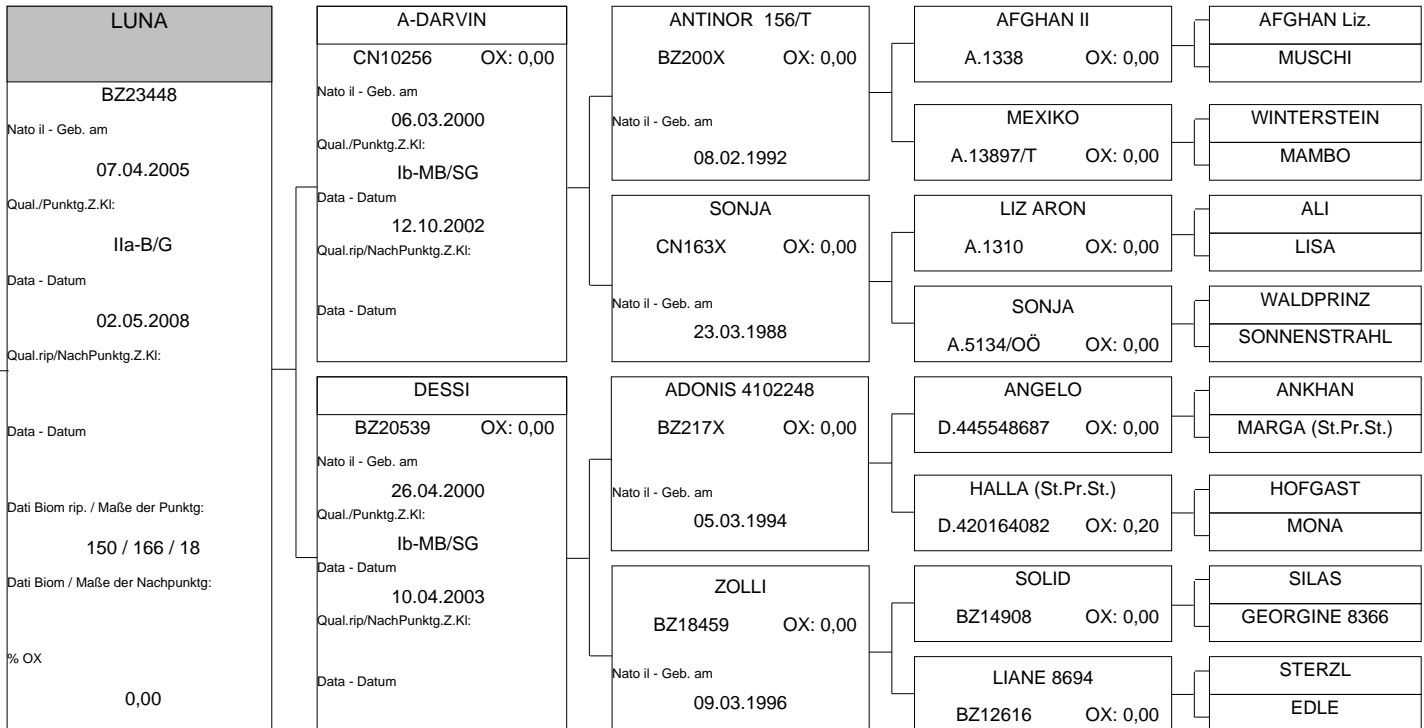 LUNA
BZ23448
Nato il - Geb. am
07.04.2005
Qual./Punktg.Z.Kl:
IIa-B/G
Data - Datum
02.05.2008
Qual.rip/NachPunktg.Z.Kl:
Data - Datum
Dati Biom rip. / Maße der Punktg:
150 / 166 / 18
Dati Biom / Maße der Nachpunktg:
% OX
0,00
A-DARVIN
CN10256 OX: 0,00
Nato il - Geb. am
06.03.2000
Qual./Punktg.Z.Kl:
Ib-MB/SG
Data - Datum
12.10.2002
Qual.rip/NachPunktg.Z.Kl:
Data - Datum
DESSI
BZ20539 OX: 0,00
Nato il - Geb. am
26.04.2000
Qual./Punktg.Z.Kl:
Ib-MB/SG
Data - Datum
10.04.2003
Qual.rip/NachPunktg.Z.Kl:
Data - Datum
ANTINOR 156/T
BZ200X OX: 0,00
Nato il - Geb. am
08.02.1992
SONJA
CN163X OX: 0,00
Nato il - Geb. am
23.03.1988
ADONIS 4102248
BZ217X OX: 0,00
Nato il - Geb. am
05.03.1994
ZOLLI
BZ18459 OX: 0,00
Nato il - Geb. am
09.03.1996
AFGHAN II
A.1338 OX: 0,00
MEXIKO
A.13897/T OX: 0,00
LIZ ARON
A.1310 OX: 0,00
SONJA
A.5134/OÖ OX: 0,00
ANGELO
D.445548687 OX: 0,00
HALLA (St.Pr.St.)
D.420164082 OX: 0,20
SOLID
BZ14908 OX: 0,00
LIANE 8694
BZ12616 OX: 0,00
AFGHAN Liz.
MUSCHI
WINTERSTEIN
MAMBO
ALI
LISA
WALDPRINZ
SONNENSTRAHL
ANKHAN
MARGA (St.Pr.St.)
HOFGAST
MONA
SILAS
GEORGINE 8366
STERZL
EDLE